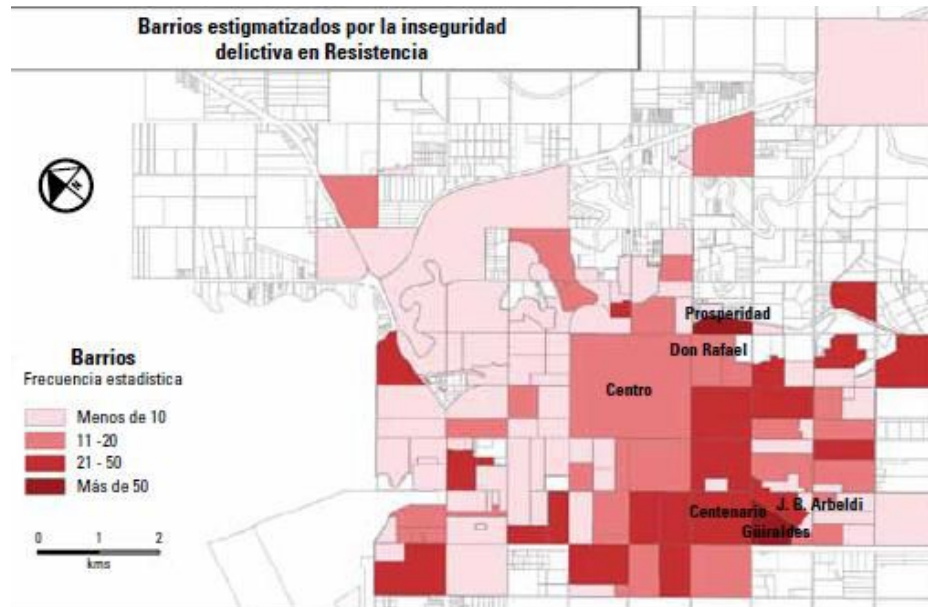 Barrios estigmatizados por la inseguridad
delictiva en Resistencia
N
Prosperidad
Don Rafael
Centro
Barrios
Frecuencia estadística
Menos de 10
11 -20
21 - 50
Más de 50
J. B. Arbeldi
Centenario
Güiraldes
0 1 2
kms